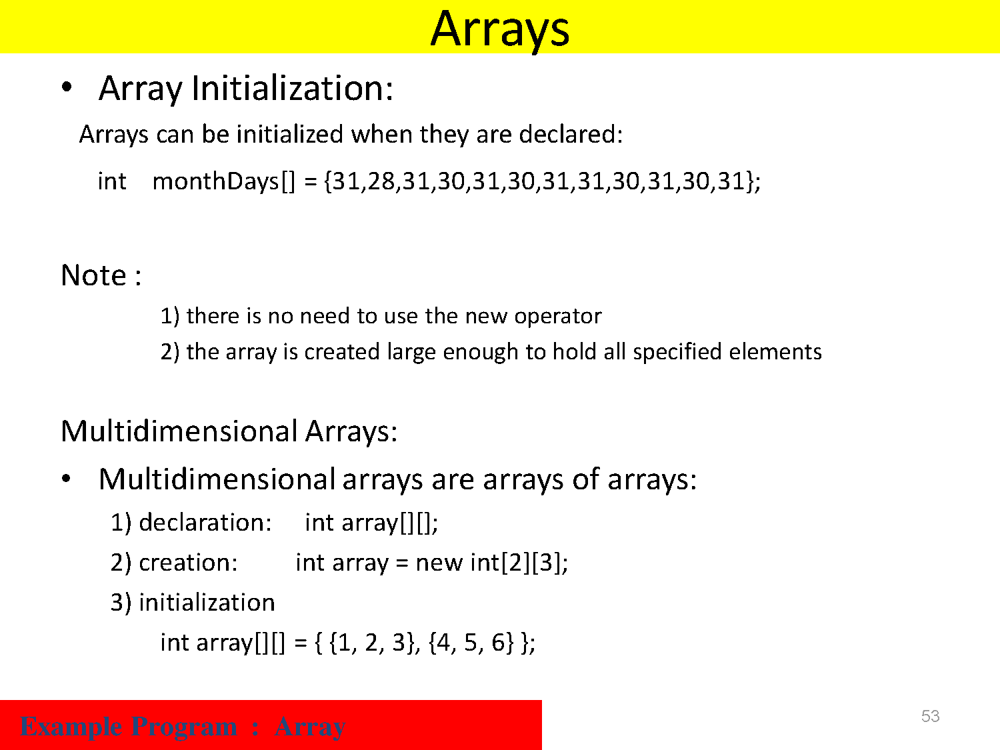 Arrays
• Array Initialization:
Arrays can be initialized when they are declared:
int monthDays[] = {31,28,31,30,31,30,31,31,30,31,30,31};
Note :
1) there is no need to use the new operator
2) the array is created large enough to hold all specified elements
Multidimensional Arrays:
• Multidimensional arrays are arrays of arrays:
1) declaration: int array[][];
2) creation: int array = new int[2][3];
3) initialization
int array[][] = { {1, 2, 3}, {4, 5, 6} };
Example Program : Array
53